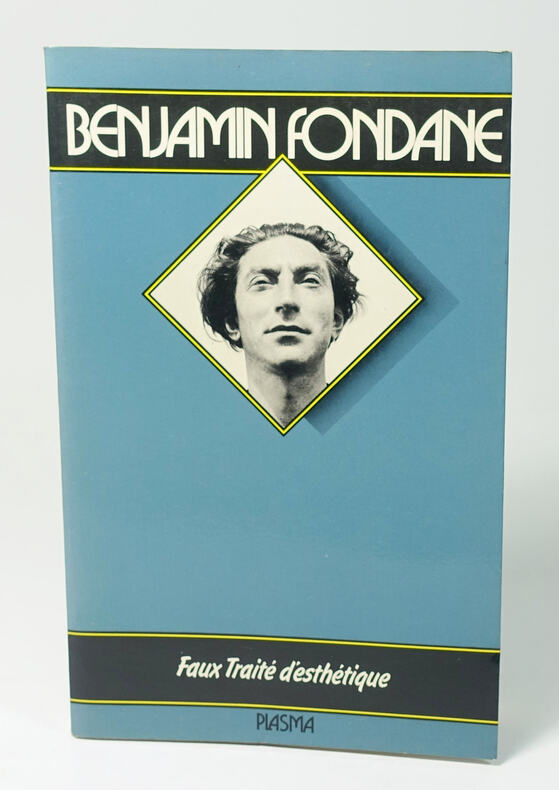 BENJAMIN FONDANE
Faux Traité d'esthétique
PLASMA